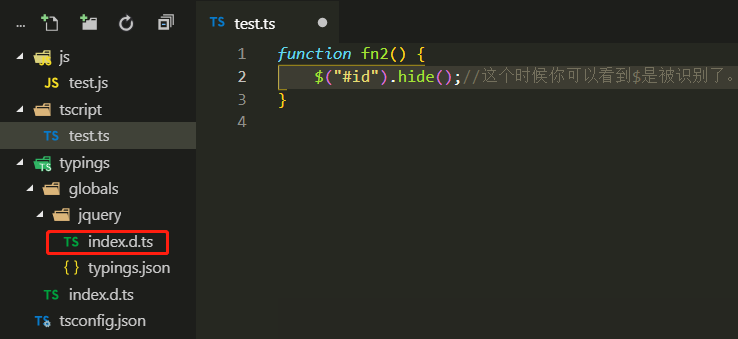 ...
js
JS test.js
tscript
TS test.ts
typings
TS
globals
jquery
TS index.d.ts
{ } typings.json
TS index.d.ts
TS tsconfig.json
TS test.ts
1 function fn2() {
2 $("#id").hide();//这个时候你可以看到$是被识别了。
3 }
4